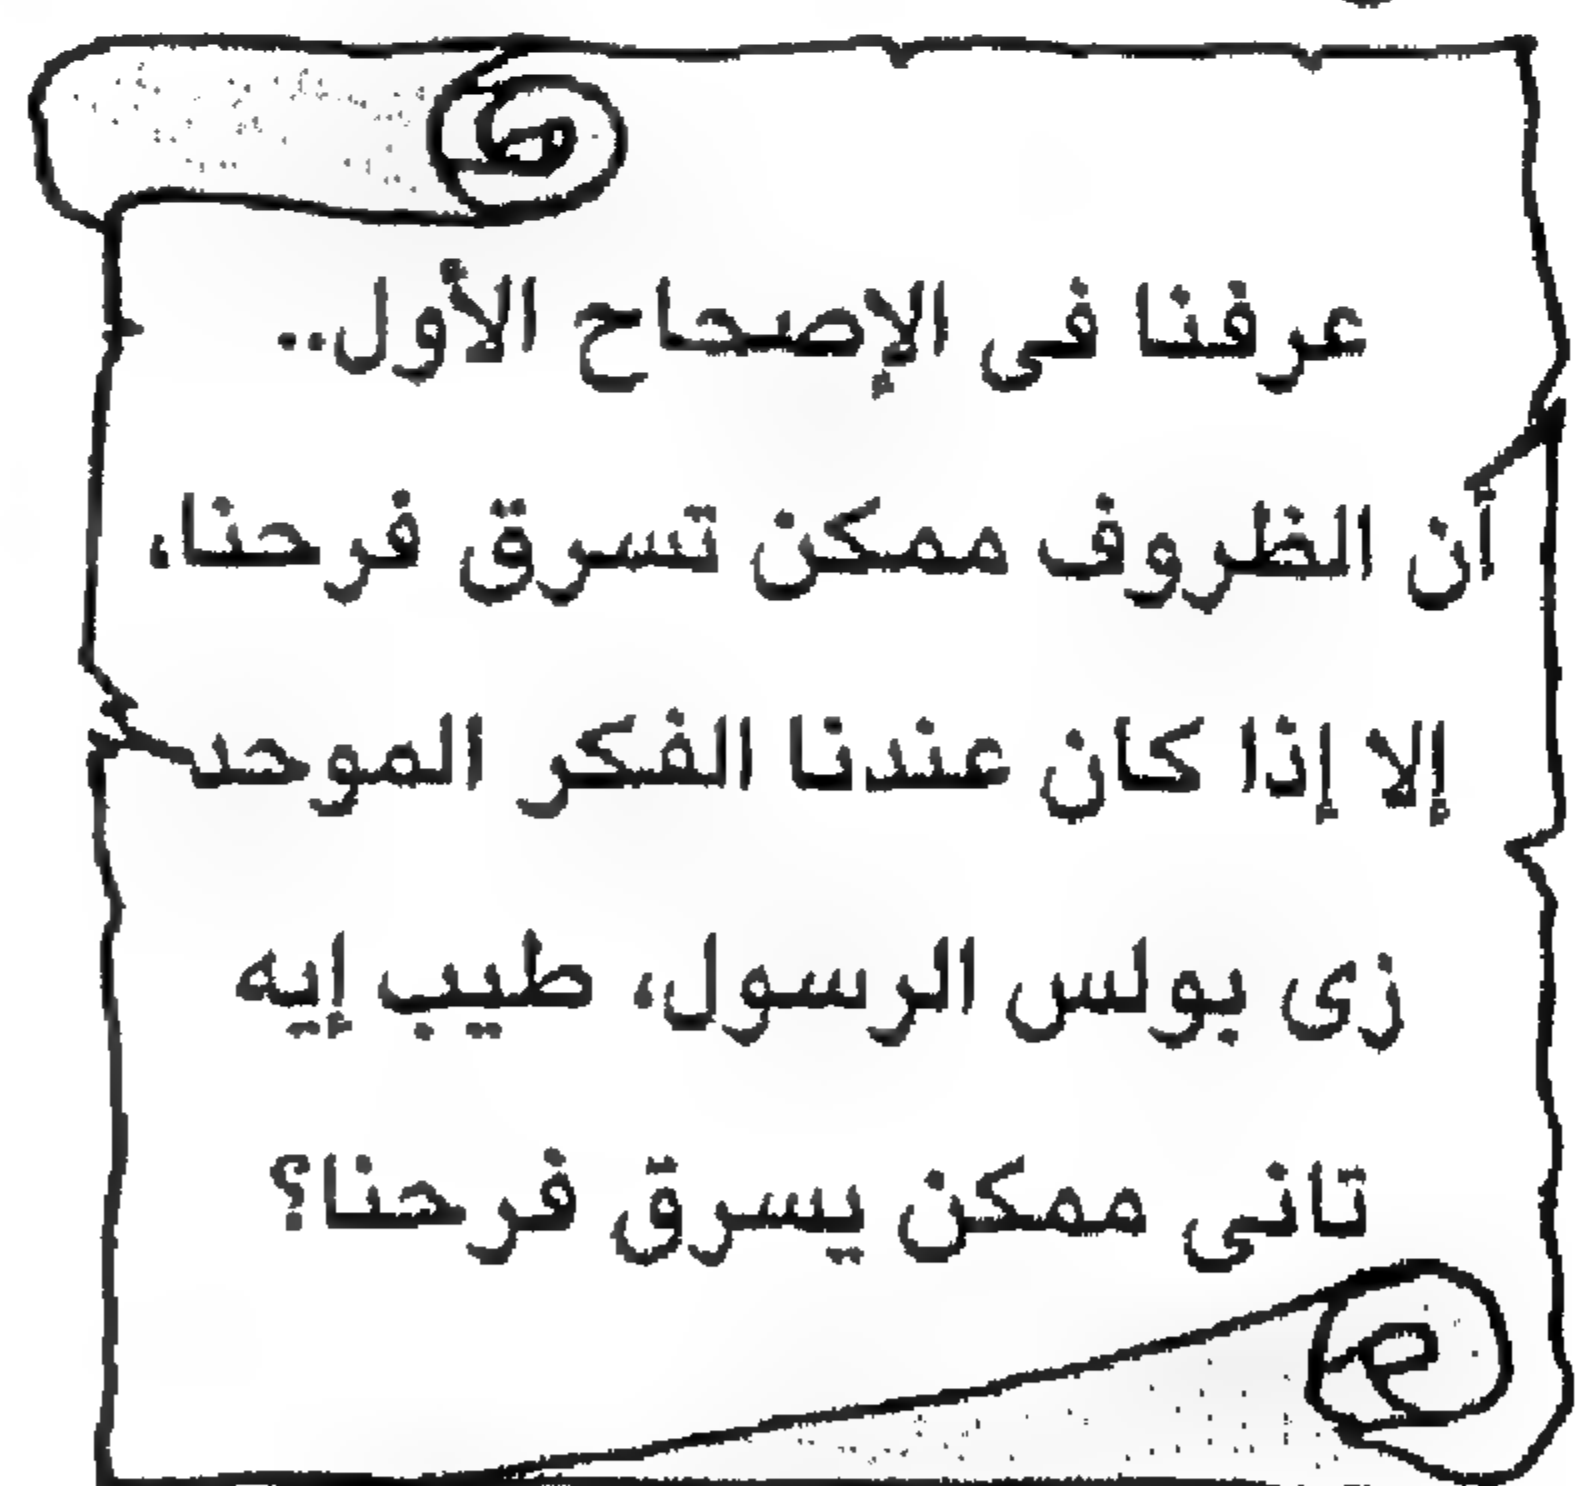 عرفنا فى الإصحاح الأول..
أن الظروف ممكن تسرق فرحنا،
إلا إذا كان عندنا الفكر الموحد
زى بولس الرسول، طيب إيه
تانى ممكن يسرق فرحنا؟